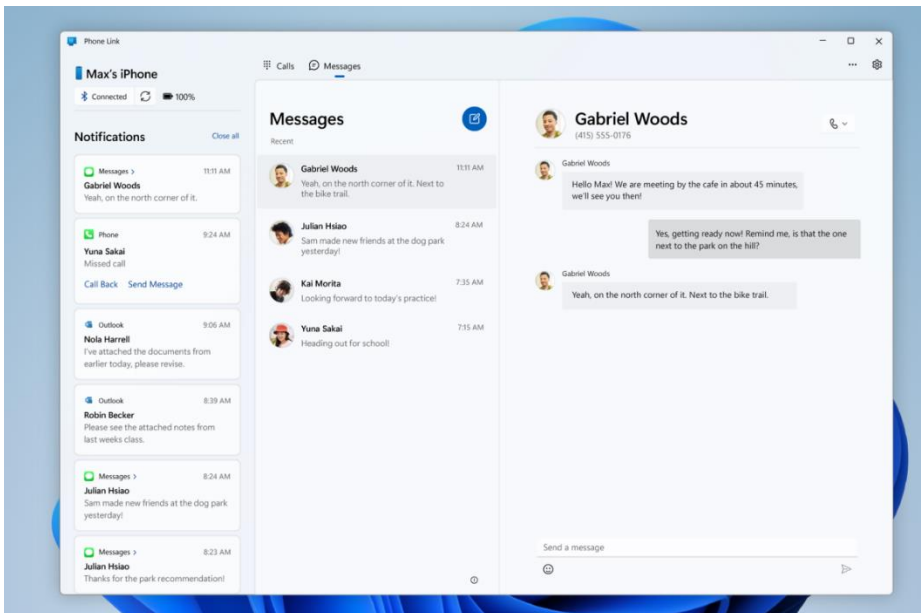 Phone Link
Max's iPhone
Connected 100%
Notifications Close all
Messages > 11:11 AM
Gabriel Woods
Yeah, on the north corner of it.
Phone 9:24 AM
Yuna Sakai
Missed call
Call Back Send Message
Outlook 9:06 AM
Nola Harrell
I've attached the documents from
earlier today, please revise.
Outlook 8:39 AM
Robin Becker
Please see the attached notes from
last weeks class.
Messages > 8:24 AM
Julian Hsiao
Sam made new friends at the dog park
yesterday!
Messages > 8:23 AM
Julian Hsiao
Thanks for the park recommendation!
Calls Messages
Messages
Recent
Gabriel Woods 11:11 AM
Yeah, on the north corner of it. Next to
the bike trail.
Julian Hsiao 8:24 AM
Sam made new friends at the dog park
yesterday!
Kai Morita 7:35 AM
Looking forward to today's practice!
Yuna Sakai 7:15 AM
Heading out for school!
Gabriel Woods
(415) 555-0176
Gabriel Woods
Hello Max! We are meeting by the cafe in about 45 minutes,
we'll see you then!
Yes, getting ready now! Remind me, is that the one
next to the park on the hill?
Gabriel Woods
Yeah, on the north corner of it. Next to the bike trail.
Send a message